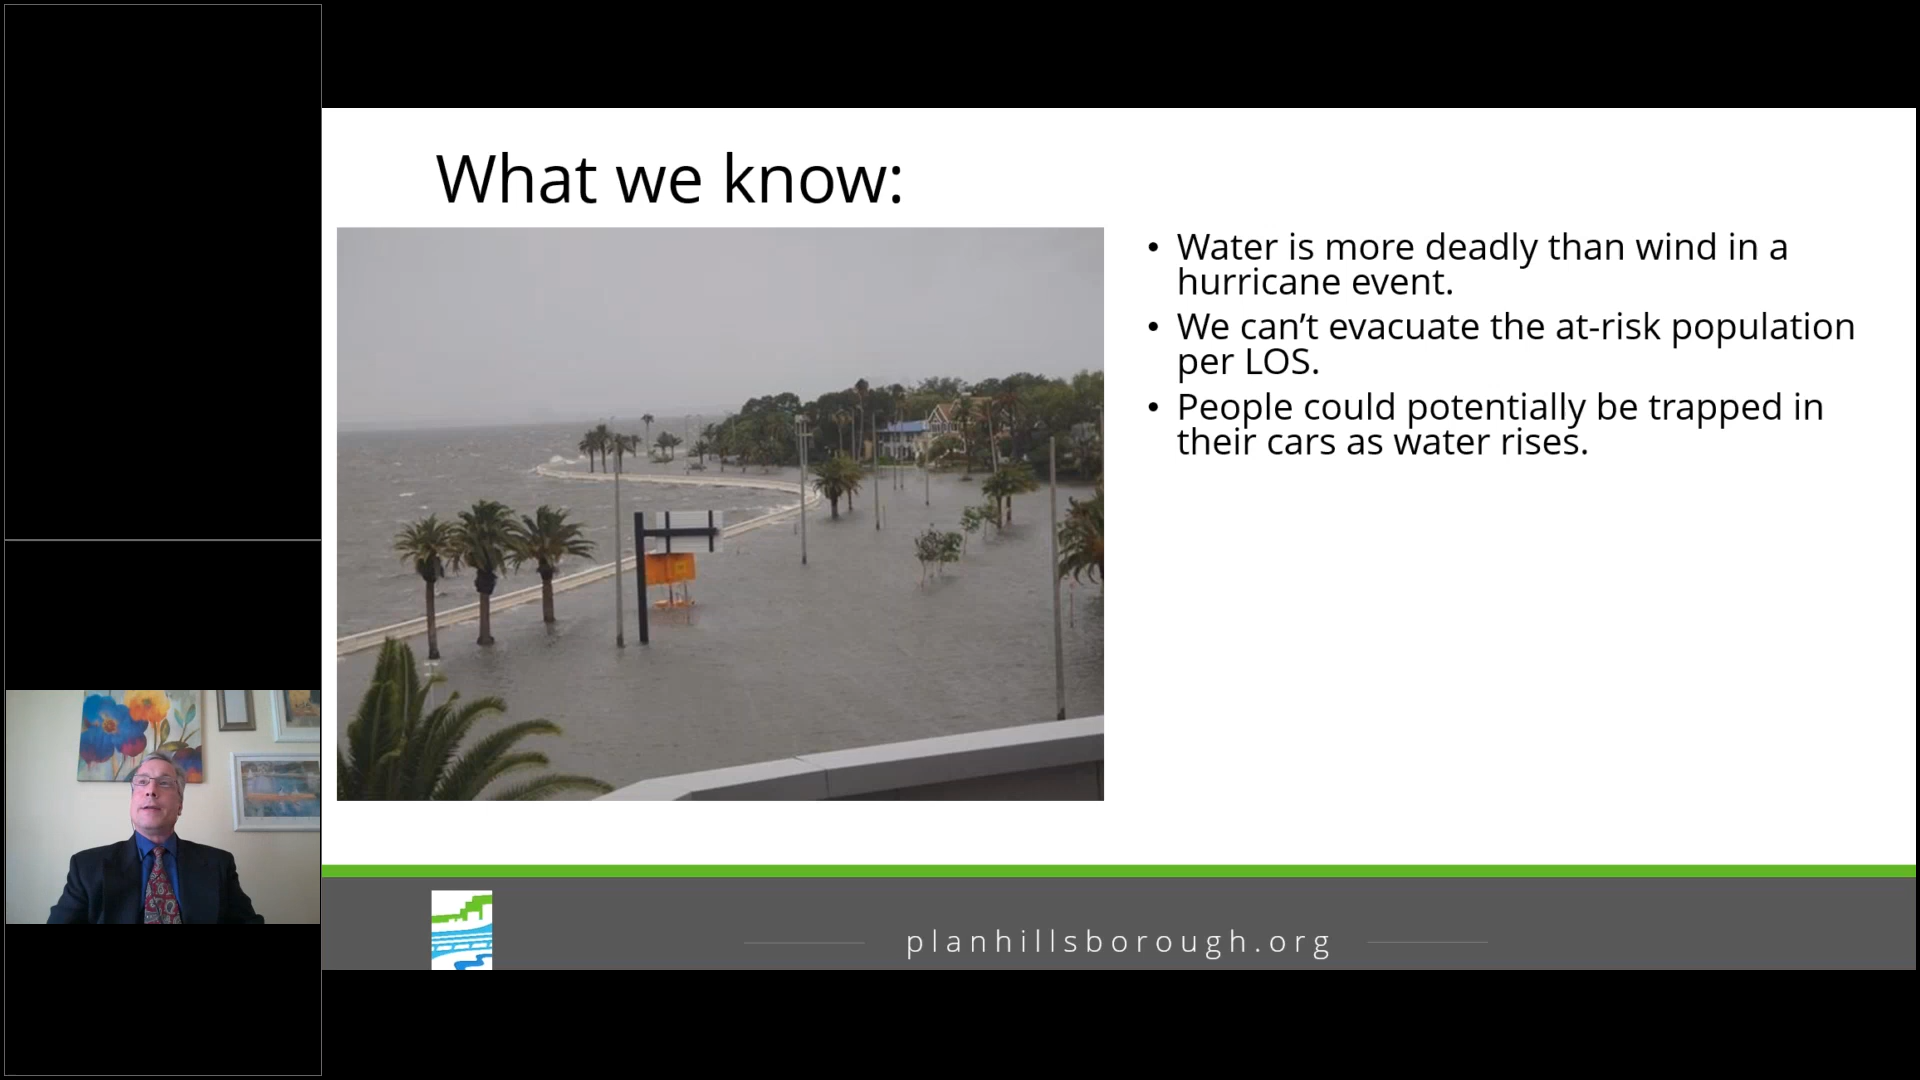 What we know:
• Water is more deadly than wind in a
hurricane event.
• We can’t evacuate the at-risk population
per LOS.
• People could potentially be trapped in
their cars as water rises.
planhillsborough.org